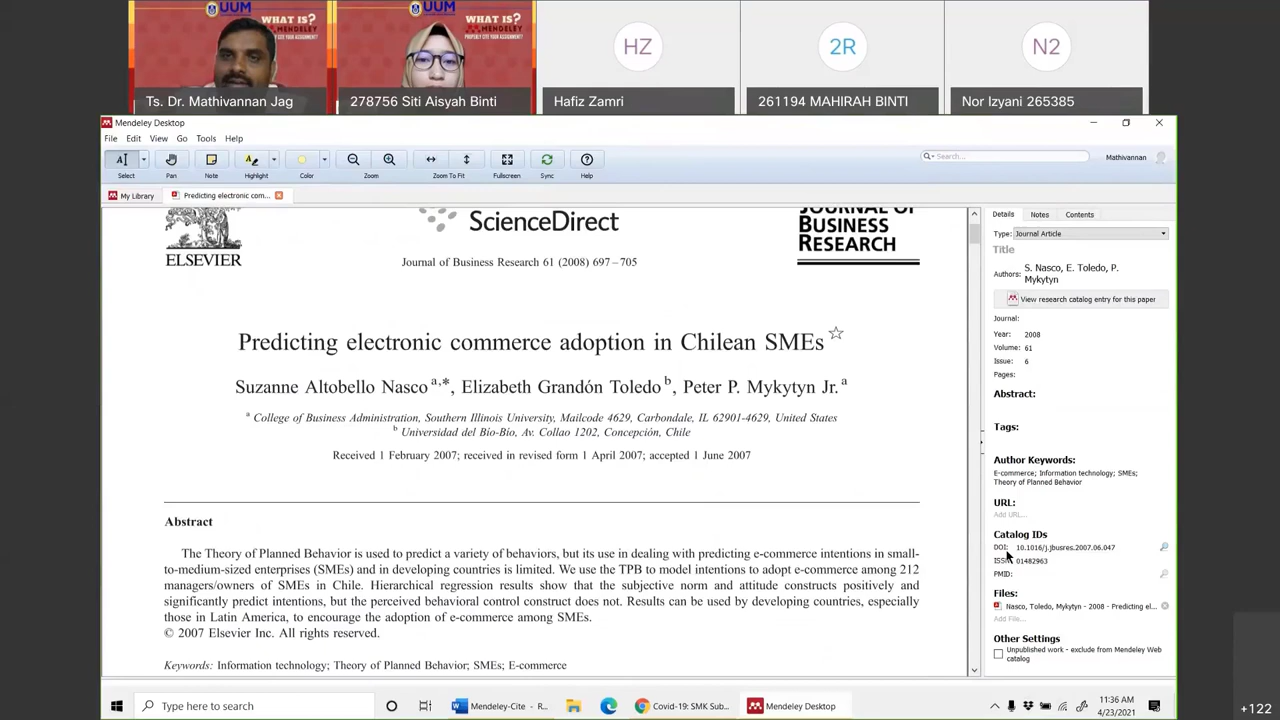 UUM
WHAT IS?
MENDELEY
PROPERLY CITE YOUR ASSIGNMENT?
UUM
WHAT IS?
MENDELEY
PROPERLY CITE YOUR ASSIGNMENT?
HZ
2R
N2
Ts. Dr. Mathivannan Jag
278756 Siti Aisyah Binti
Hafiz Zamri
261194 MAHIRAH BINTI
Nor Izyani 265385
Mendeley Desktop
File Edit View Go Tools Help
Search...
Mathivannan
Select Pan Note Highlight Color Zoom Zoom To Fit Fullscreen Sync Help
My Library
Predicting electronic com...
Details Notes Contents
ELSEVIER
ScienceDirect
Journal of Business Research 61 (2008) 697–705
JOURNAL OF
BUSINESS
RESEARCH
Predicting electronic commerce adoption in Chilean SMEs☆
Suzanne Altobello Nasco a,*, Elizabeth Grandón Toledo b, Peter P. Mykytyn Jr. a
a College of Business Administration, Southern Illinois University, Mailcode 4629, Carbondale, IL 62901-4629, United States
b Universidad del Bío-Bío, Av. Collao 1202, Concepción, Chile
Received 1 February 2007; received in revised form 1 April 2007; accepted 1 June 2007
Abstract
The Theory of Planned Behavior is used to predict a variety of behaviors, but its use in dealing with predicting e-commerce intentions in small-
to-medium-sized enterprises (SMEs) and in developing countries is limited. We use the TPB to model intentions to adopt e-commerce among 212
managers/owners of SMEs in Chile. Hierarchical regression results show that the subjective norm and attitude constructs positively and
significantly predict intentions, but the perceived behavioral control construct does not. Results can be used by developing countries, especially
those in Latin America, to encourage the adoption of e-commerce among SMEs.
© 2007 Elsevier Inc. All rights reserved.
Keywords: Information technology; Theory of Planned Behavior; SMEs; E-commerce
Type: Journal Article
Title
Authors: S. Nasco, E. Toledo, P.
Mykytyn
View research catalog entry for this paper
Journal:
Year: 2008
Volume: 61
Issue: 6
Pages:
Abstract:
Tags:
Author Keywords:
E-commerce; Information technology; SMEs;
Theory of Planned Behavior
URL:
Add URL...
Catalog IDs
DOI: 10.1016/j.jbusres.2007.06.047
ISSN: 01482963
PMID:
Files:
Nasco, Toledo, Mykytyn - 2008 - Predicting el...
Add File...
Other Settings
Unpublished work - exclude from Mendeley Web
catalog
Type here to search
Mendeley-Cite - R...
Covid-19: SMK Sub...
Mendeley Desktop
11:36 AM
4/23/2021
+122